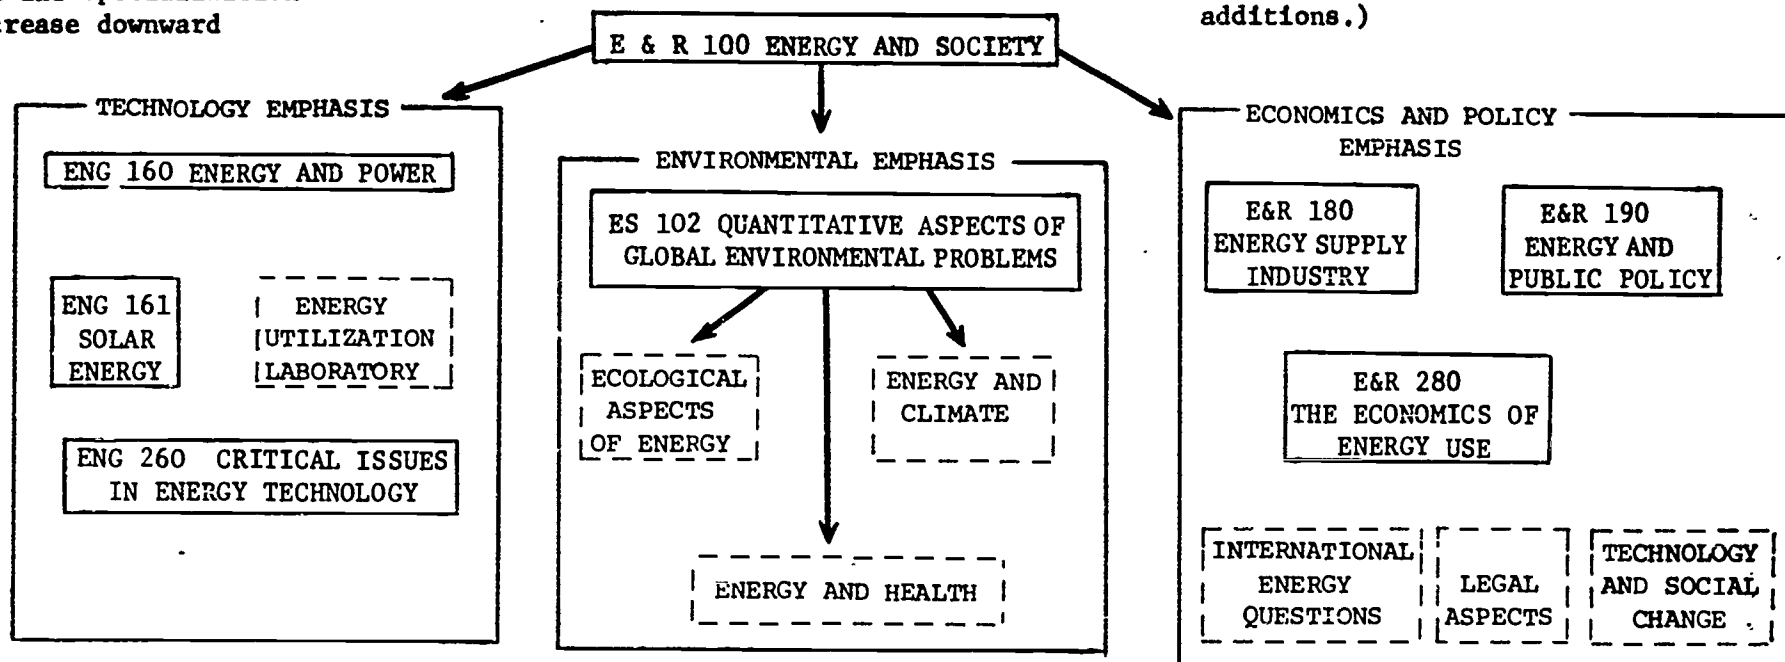 crease downward
additions.)
E & R 100 ENERGY AND SOCIETY
TECHNOLOGY EMPHASIS
ENG 160 ENERGY AND POWER
ENG 161
SOLAR
ENERGY
ENERGY
UTILIZATION
LABORATORY
ENG 260 CRITICAL ISSUES
IN ENERGY TECHNOLOGY
ENVIRONMENTAL EMPHASIS
ES 102 QUANTITATIVE ASPECTS OF
GLOBAL ENVIRONMENTAL PROBLEMS
ECOLOGICAL
ASPECTS
OF ENERGY
ENERGY AND
CLIMATE
ENERGY AND HEALTH
ECONOMICS AND POLICY
EMPHASIS
E&R 180
ENERGY SUPPLY
INDUSTRY
E&R 190
ENERGY AND
PUBLIC POLICY
E&R 280
THE ECONOMICS OF
ENERGY USE
INTERNATIONAL
ENERGY
QUESTIONS
LEGAL
ASPECTS
TECHNOLOGY
AND SOCIAL
CHANGE